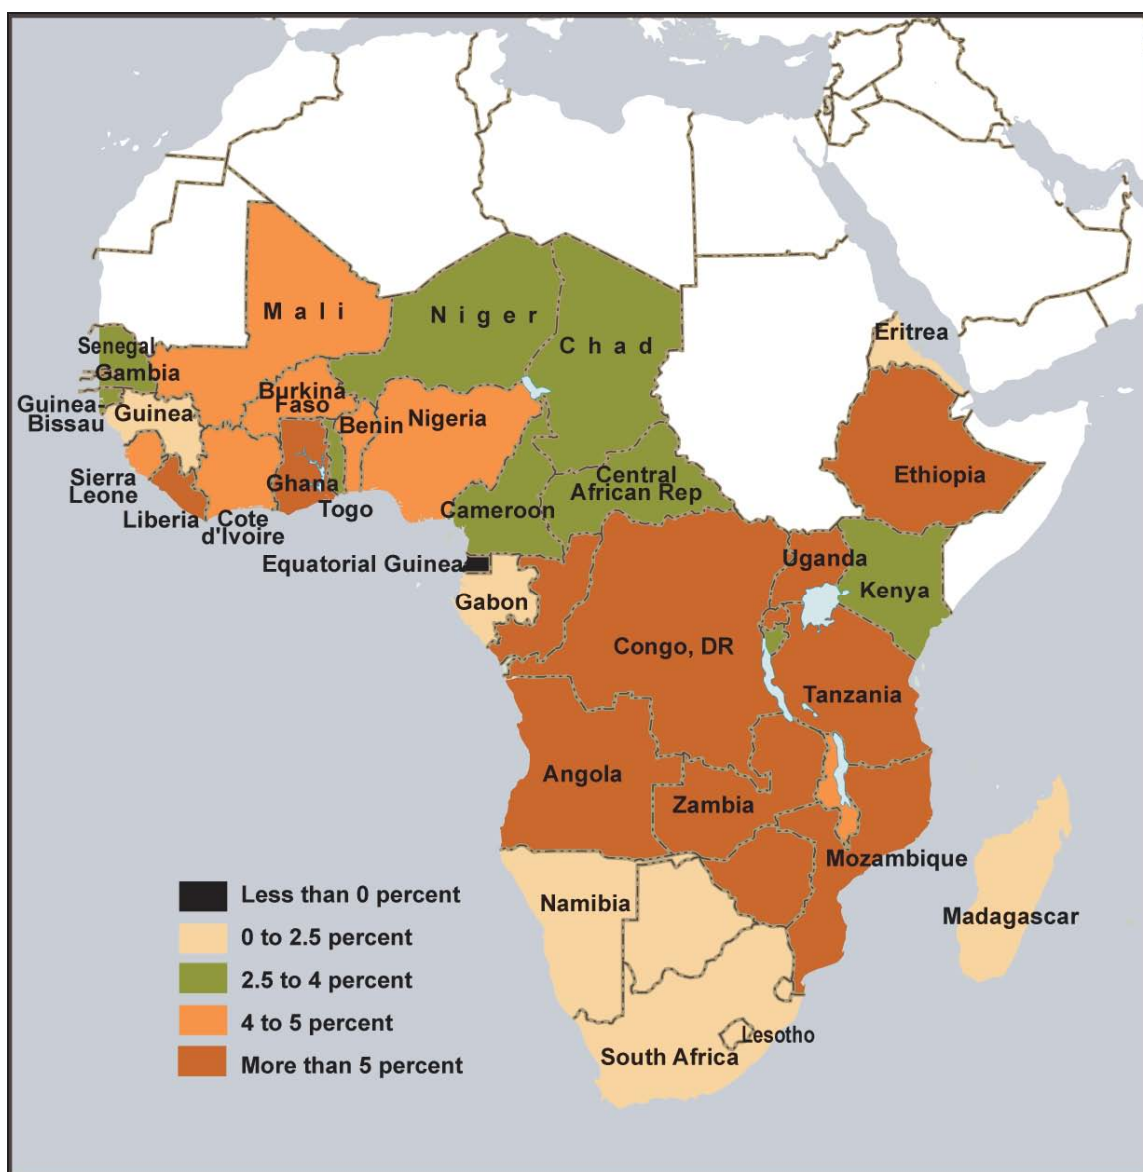 Mali
Niger
Chad
Eritrea
Senegal
Gambia
Guinea-
Bissau
Guinea
Burkina
Faso
Benin
Nigeria
Sierra
Leone
Liberia
Cote
d'Ivoire
Ghana
Togo
Cameroon
Central
African Rep
Ethiopia
Equatorial Guinea
Gabon
Uganda
Kenya
Congo, DR
Tanzania
Angola
Zambia
Mozambique
Namibia
Madagascar
Lesotho
South Africa
Less than 0 percent
0 to 2.5 percent
2.5 to 4 percent
4 to 5 percent
More than 5 percent